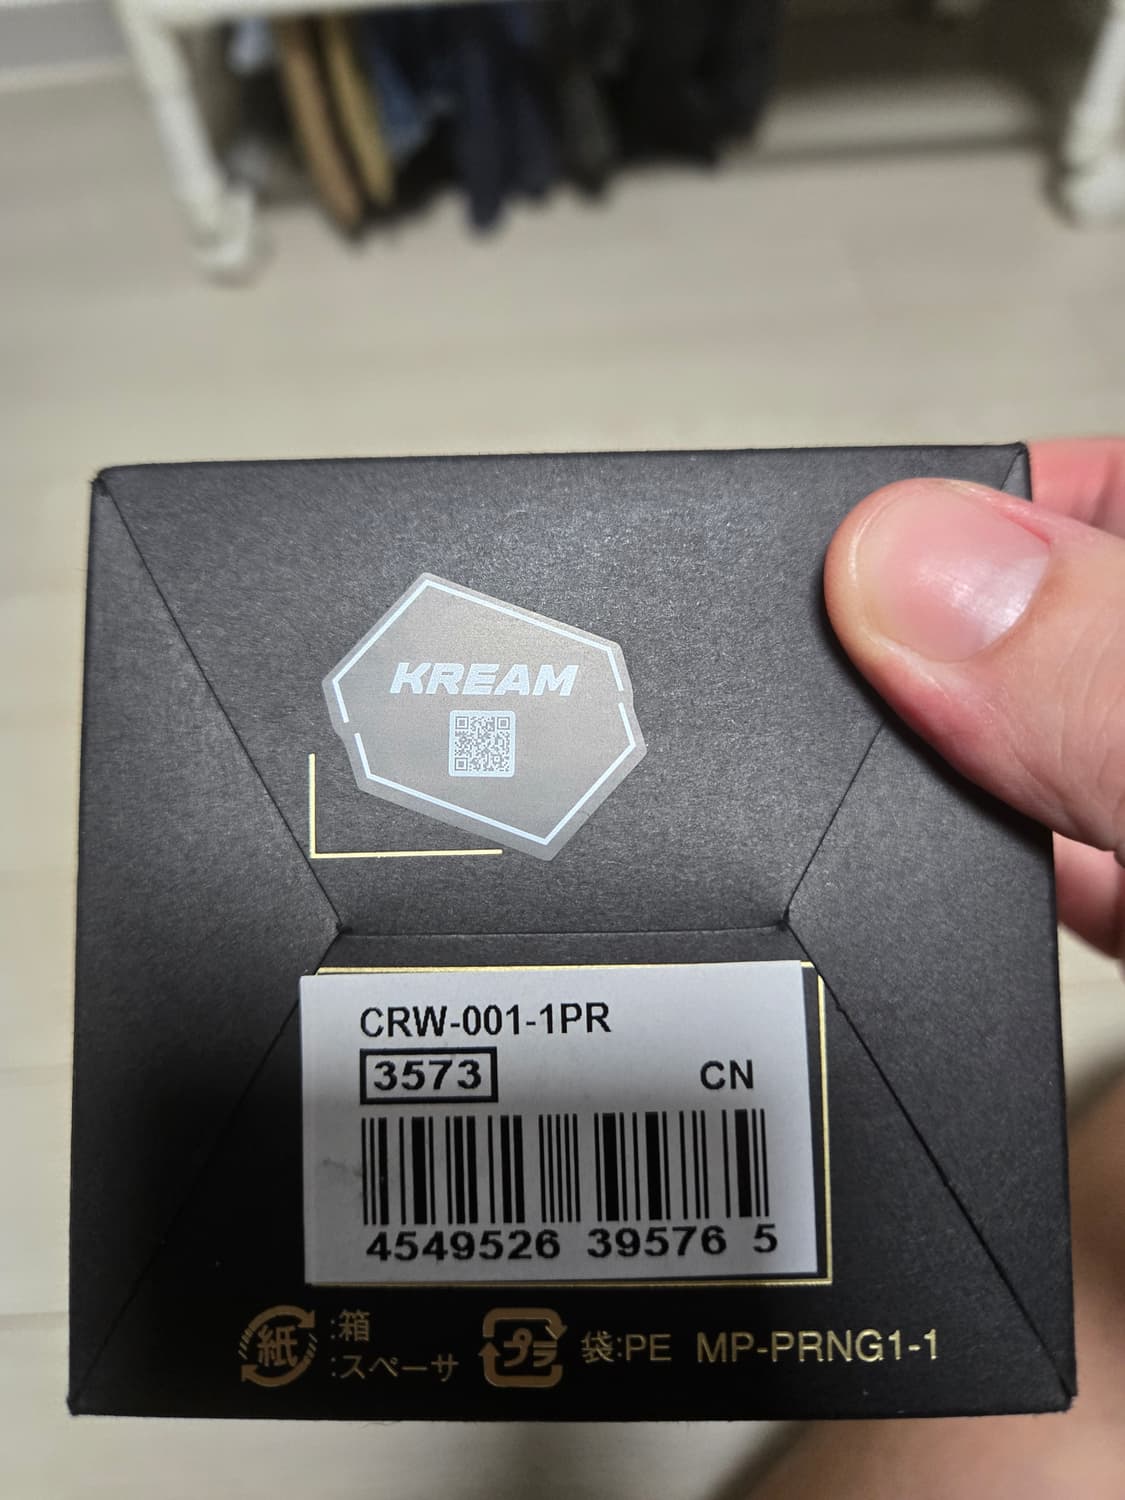 KREAM
CRW-001-1PR
3573
CN
4549526 39576 5
紙
:箱
:スペーサ
プラ
袋:PE MP-PRNG1-1